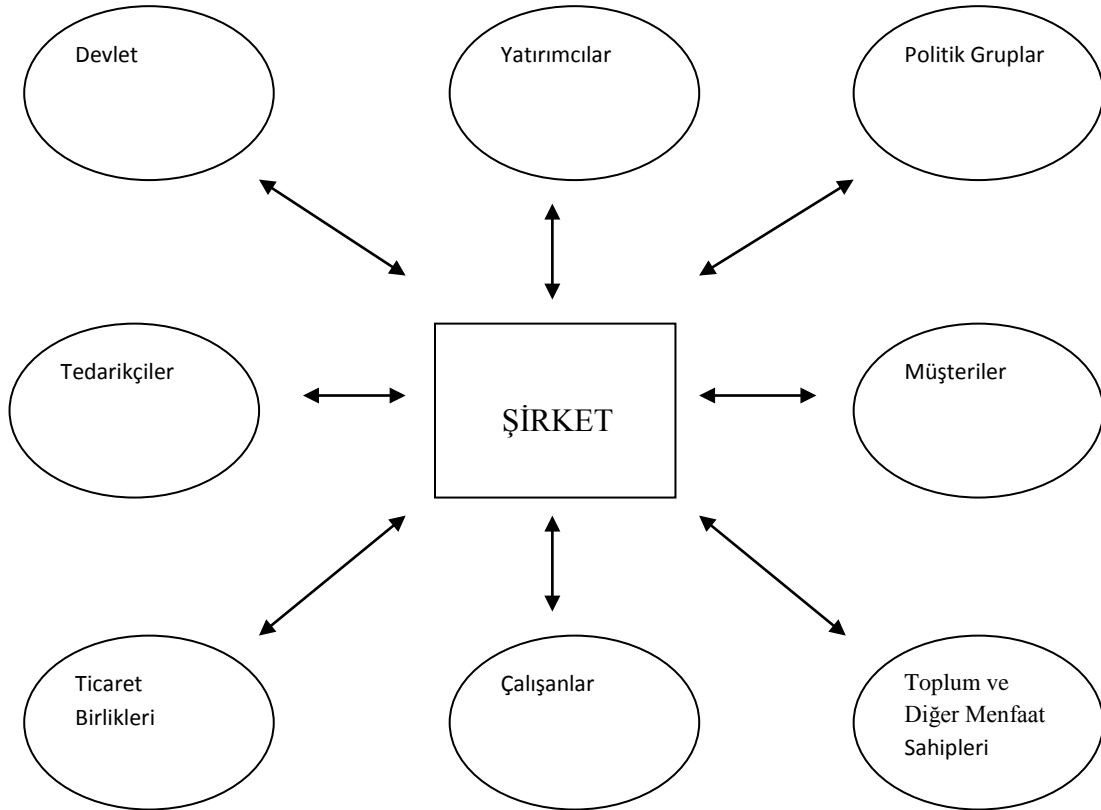 Devlet
Yatırımcılar
Politik Gruplar
Tedarikçiler
ŞİRKET
Müşteriler
Ticaret
Birlikleri
Çalışanlar
Toplum ve
Diğer Menfaat
Sahipleri